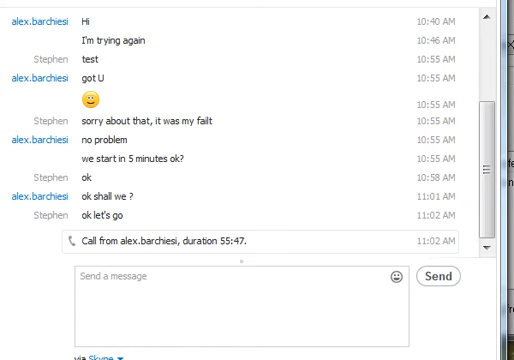 alex.barchiesi Hi 10:40 AM
I'm trying again 10:46 AM
Stephen test 10:55 AM
alex.barchiesi got U 10:55 AM
10:55 AM
Stephen sorry about that, it was my failt 10:55 AM
alex.barchiesi no problem 10:55 AM
we start in 5 minutes ok? 10:55 AM
Stephen ok 10:58 AM
alex.barchiesi ok shall we ? 11:01 AM
Stephen ok let's go 11:02 AM
Call from alex.barchiesi, duration 55:47. 11:02 AM
Send a message Send
via Skype